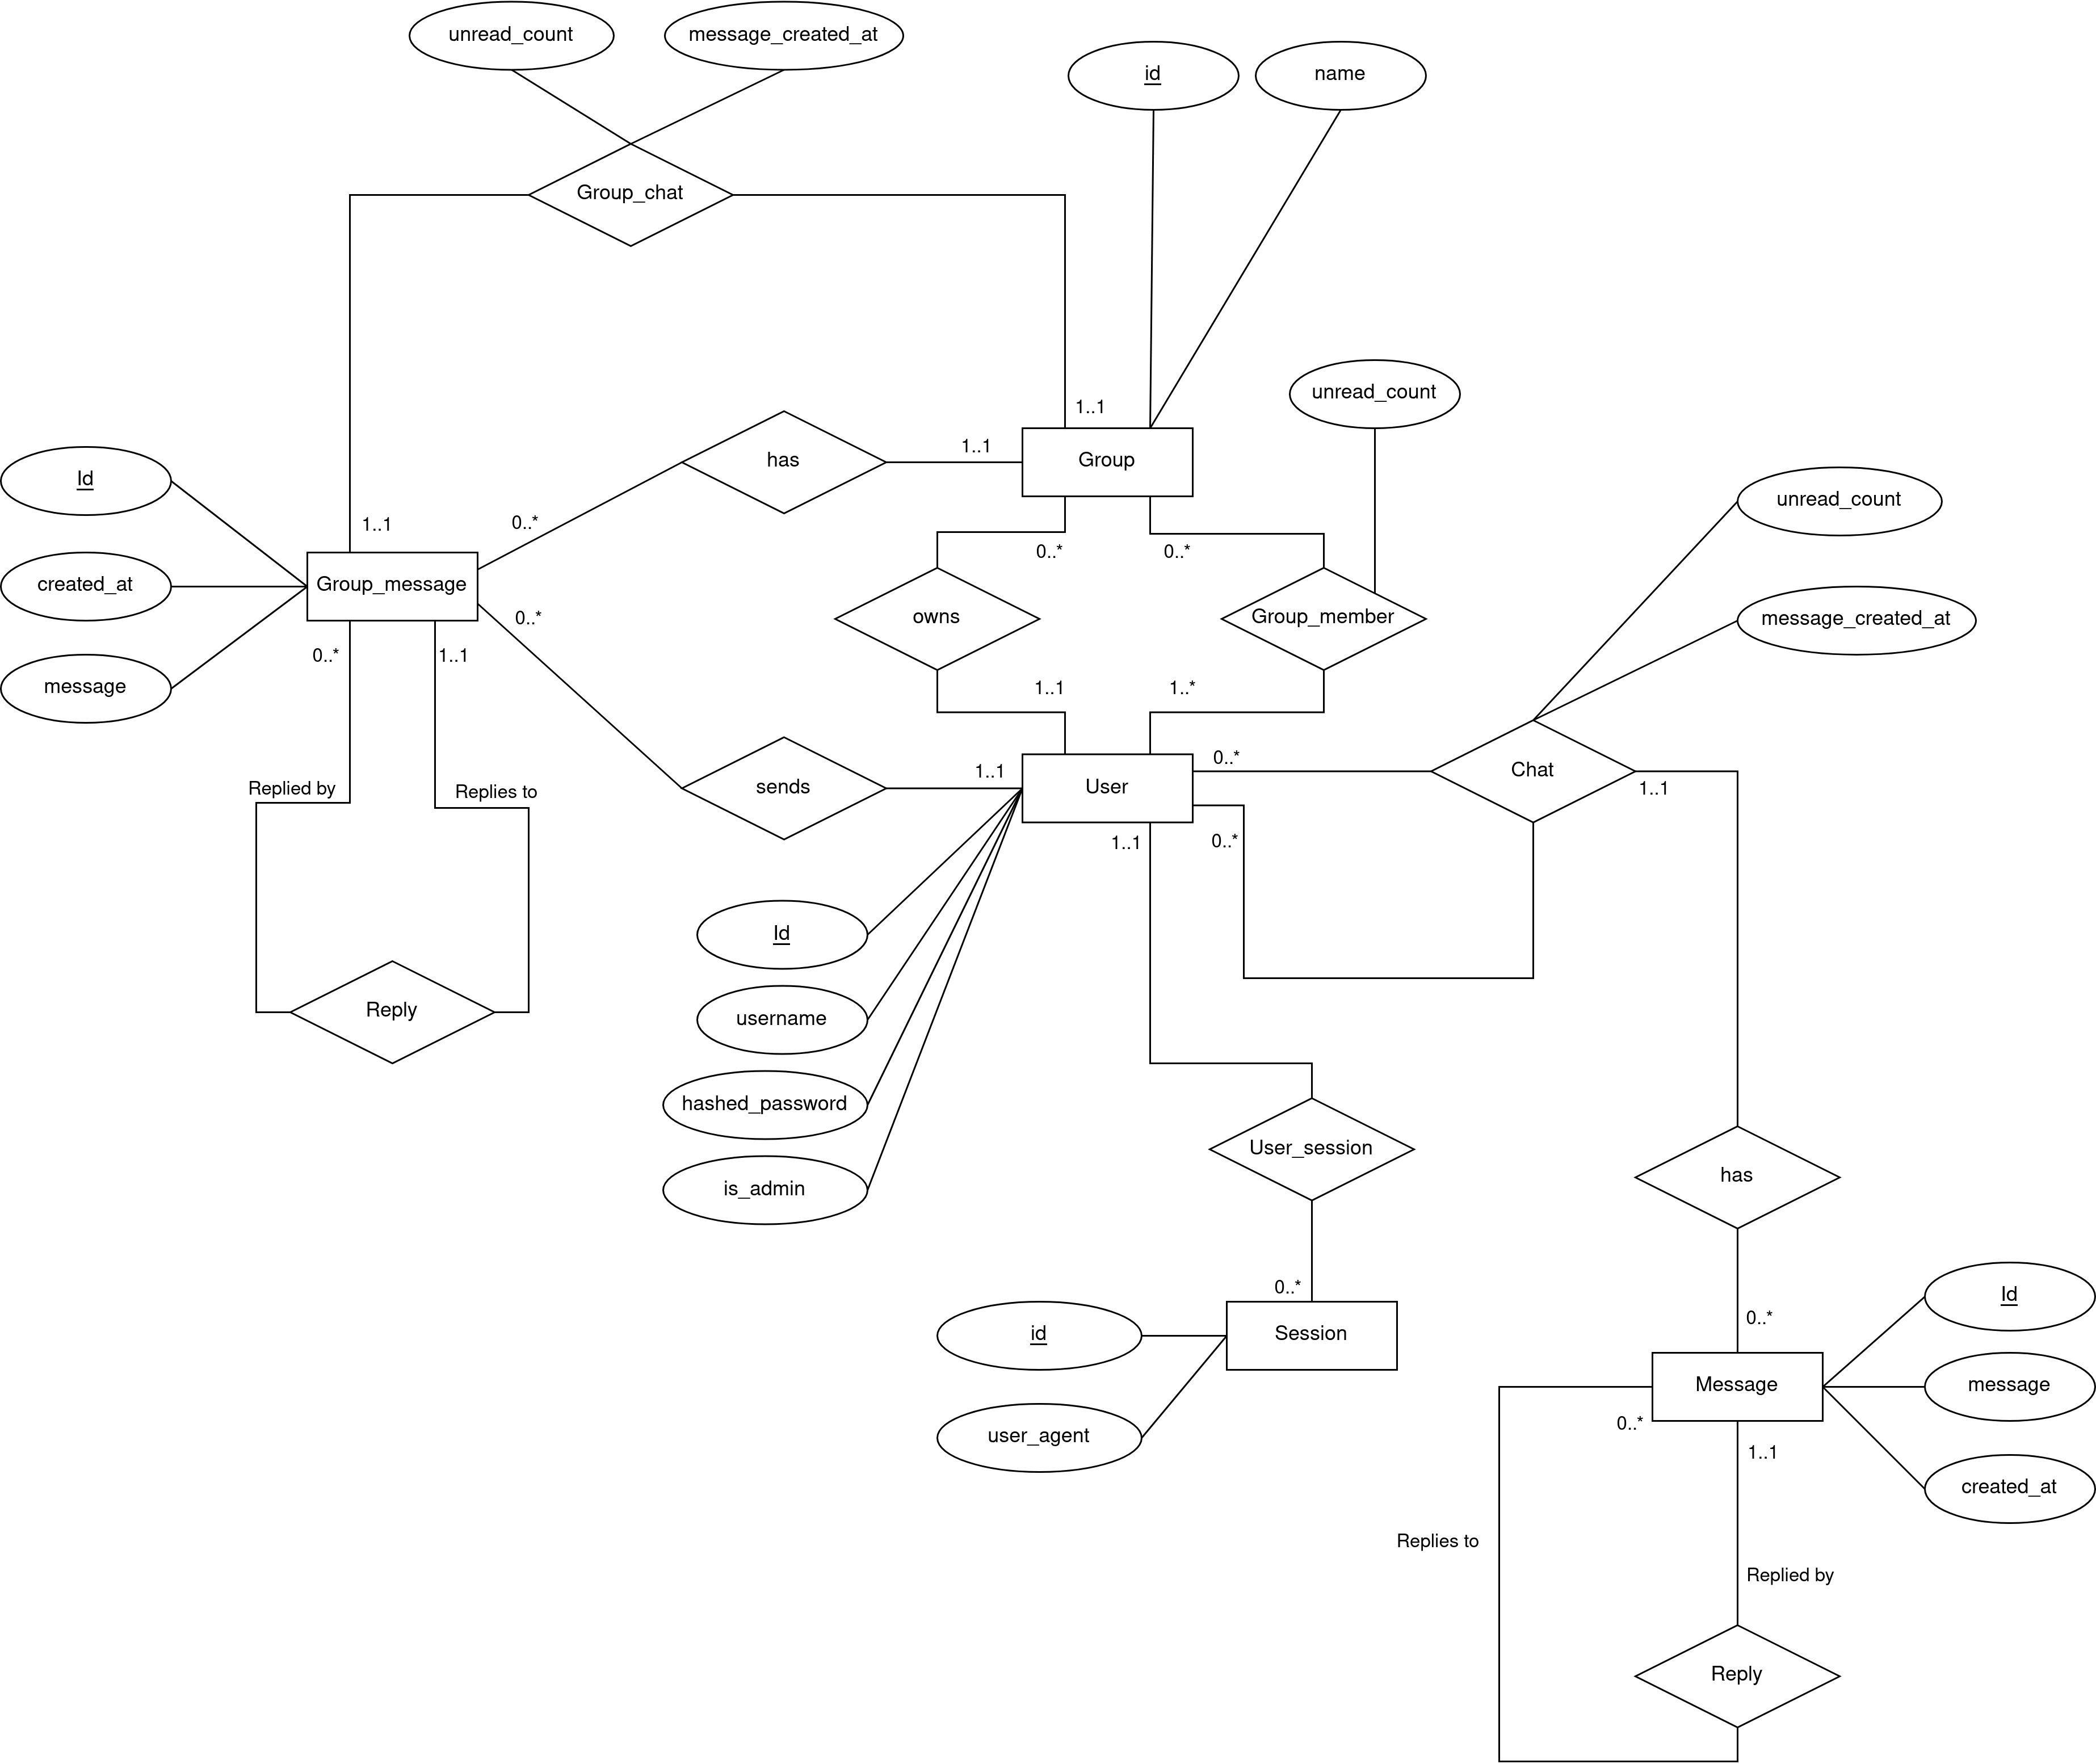 unread_count
message_created_at
id
name
Group_chat
unread_count
1..1
1..1
has
Group
Id
0..*
1..1
unread_count
0..*
0..*
created_at
Group_message
message_created_at
0..*
owns
Group_member
message
0..*
1..1
1..1
1..*
0..*
Replied by
Replies to
sends
1..1
User
Chat
1..1
1..1
0..*
Id
Reply
username
hashed_password
User_session
has
is_admin
0..*
Id
0..*
id
Session
Message
message
0..*
user_agent
1..1
created_at
Replies to
Replied by
Reply